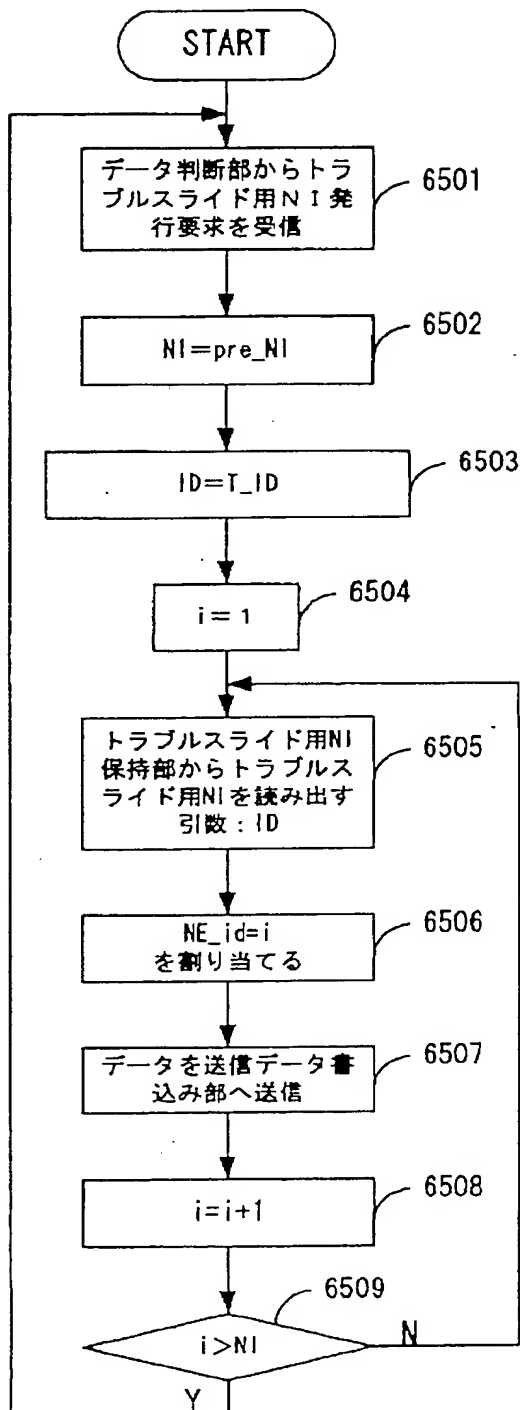 START
データ判断部からトラ
ブルスライド用NI発
行要求を受信
6501
NI=pre_NI
6502
ID=T_ID
6503
i=1
6504
トラブルスライド用NI
保持部からトラブルス
ライド用NIを読み出す
引数:ID
6505
NE_id=i
を割り当てる
6506
データを送信データ書
込み部へ送信
6507
i=i+1
6508
6509
i>NI
N
Y